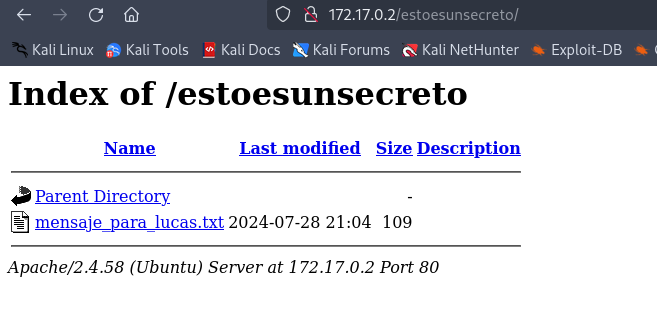 172.17.0.2/estoesunsecreto/
Kali Linux Kali Tools Kali Docs Kali Forums Kali NetHunter Exploit-DB
Index of /estoesunsecreto
Name Last modified Size Description
Parent Directory -
mensaje_para_lucas.txt 2024-07-28 21:04 109
Apache/2.4.58 (Ubuntu) Server at 172.17.0.2 Port 80